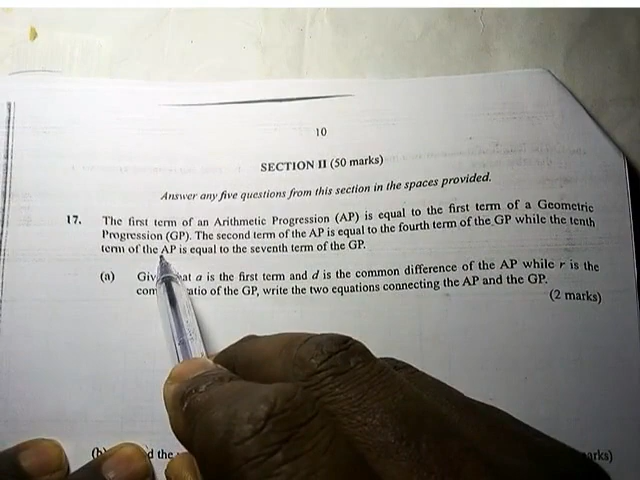 10
SECTION II (50 marks)
Answer any five questions from this section in the spaces provided.
17. The first term of an Arithmetic Progression (AP) is equal to the first term of a Geometric
Progression (GP). The second term of the AP is equal to the fourth term of the GP while the tenth
term of the AP is equal to the seventh term of the GP.
(a) Giv at a is the first term and d is the common difference of the AP while r is the
com atio of the GP, write the two equations connecting the AP and the GP.
(2 marks)
(b) d the arks)